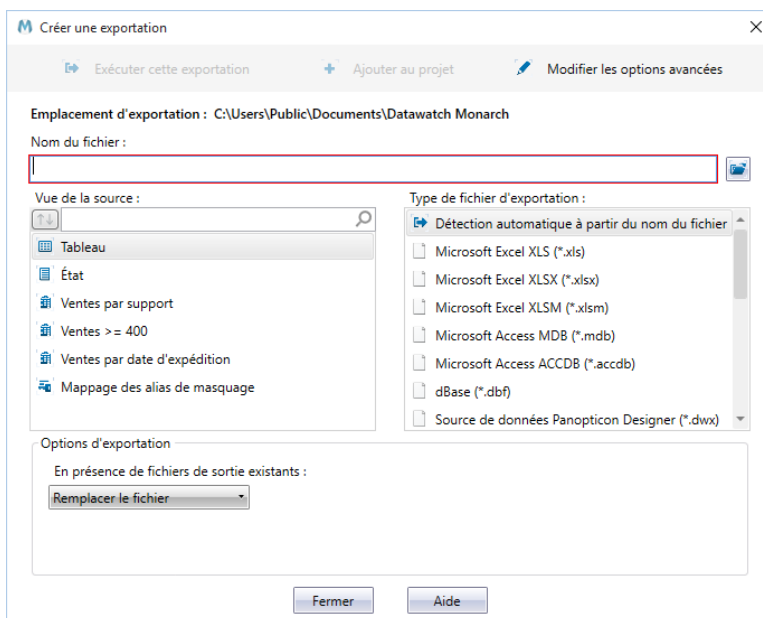 Créer une exportation
Exécuter cette exportation
Ajouter au projet
Modifier les options avancées
Emplacement d'exportation : C:\Users\Public\Documents\Datawatch Monarch
Nom du fichier :
Vue de la source :
Tableau
État
Ventes par support
Ventes >= 400
Ventes par date d'expédition
Mappage des alias de masquage
Type de fichier d'exportation :
Détection automatique à partir du nom du fichier
Microsoft Excel XLS (*.xls)
Microsoft Excel XLSX (*.xlsx)
Microsoft Excel XLSM (*.xlsm)
Microsoft Access MDB (*.mdb)
Microsoft Access ACCDB (*.accdb)
dBase (*.dbf)
Source de données Panopticon Designer (*.dwx)
Options d'exportation
En présence de fichiers de sortie existants :
Remplacer le fichier
Fermer
Aide